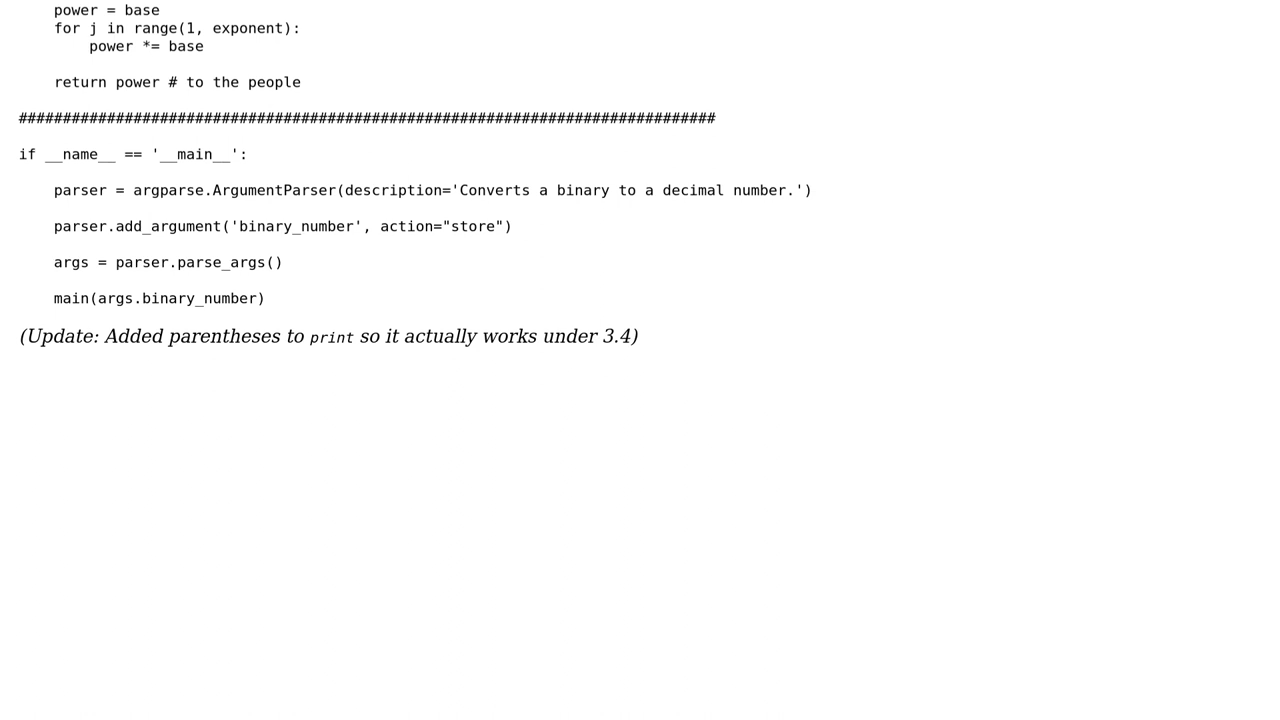 power = base
    for j in range(1, exponent):
        power *= base

    return power # to the people

###############################################################################

if __name__ == '__main__':

    parser = argparse.ArgumentParser(description='Converts a binary to a decimal number.')

    parser.add_argument('binary_number', action="store")

    args = parser.parse_args()

    main(args.binary_number)

(Update: Added parentheses to print so it actually works under 3.4)